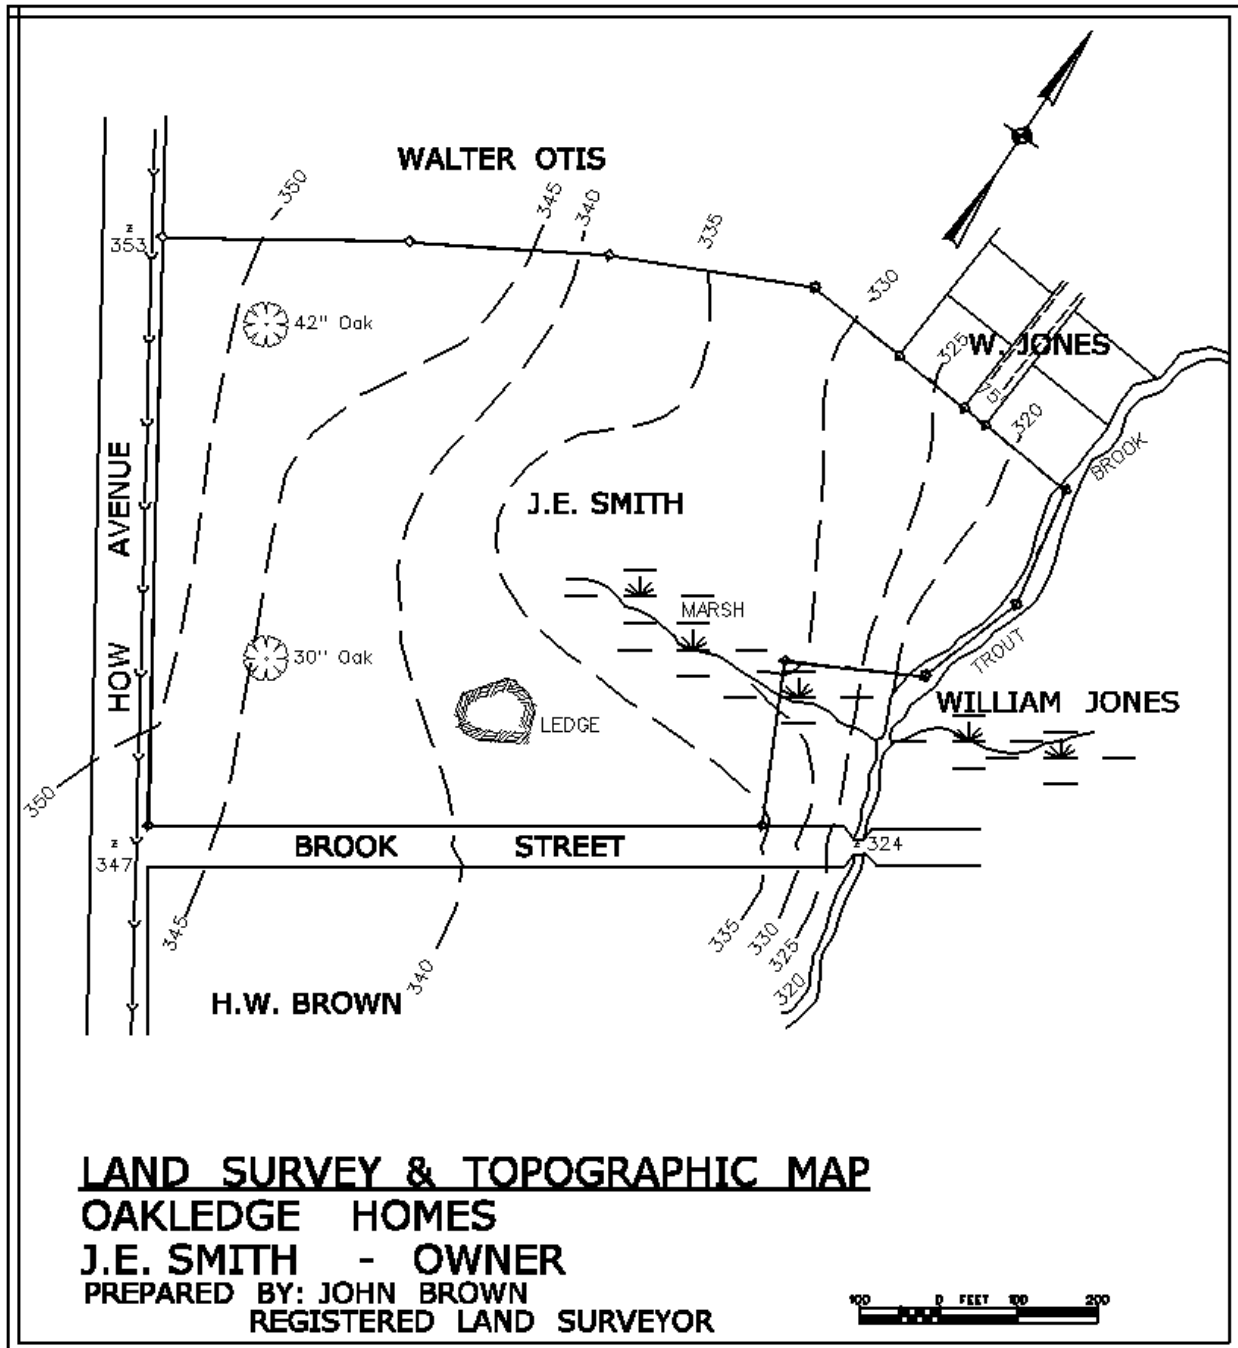 WALTER OTIS
350
345
340
335
330
325
320
353
42" Oak
W. JONES
75'
BROOK
HOW AVENUE
J.E. SMITH
MARSH
TROUT
30" Oak
LEDGE
WILLIAM JONES
350
z
347
BROOK STREET
z 324
345
340
335
330
325
320
z
H.W. BROWN
LAND SURVEY & TOPOGRAPHIC MAP
OAKLEDGE HOMES
J.E. SMITH - OWNER
PREPARED BY: JOHN BROWN
REGISTERED LAND SURVEYOR
100 0 FEET 100 200